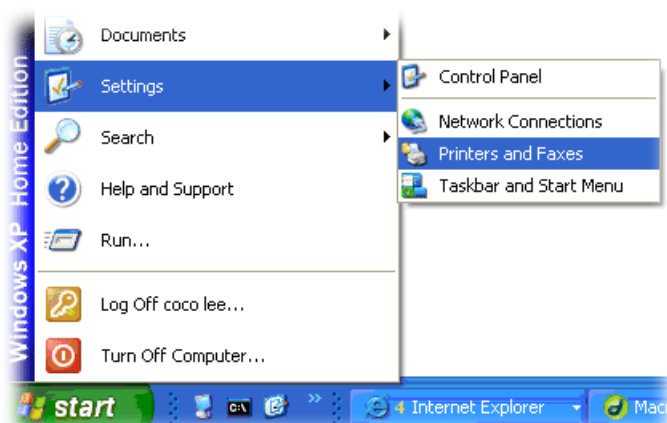 Windows XP Home Edition
Documents
Settings
Search
Help and Support
Run...
Log Off coco lee...
Turn Off Computer...
Control Panel
Network Connections
Printers and Faxes
Taskbar and Start Menu
start
C:\
»
4 Internet Explorer
Mac